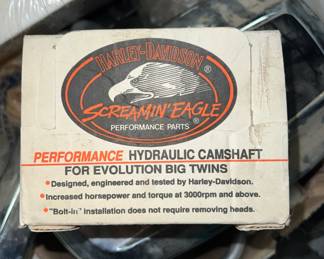 HARLEY-DAVIDSON
®
SCREAMIN' EAGLE
®
PERFORMANCE PARTS
PERFORMANCE HYDRAULIC CAMSHAFT
FOR EVOLUTION BIG TWINS
• Designed, engineered and tested by Harley-Davidson.
• Increased horsepower and torque at 3000rpm and above.
• "Bolt-in" installation does not require removing heads.